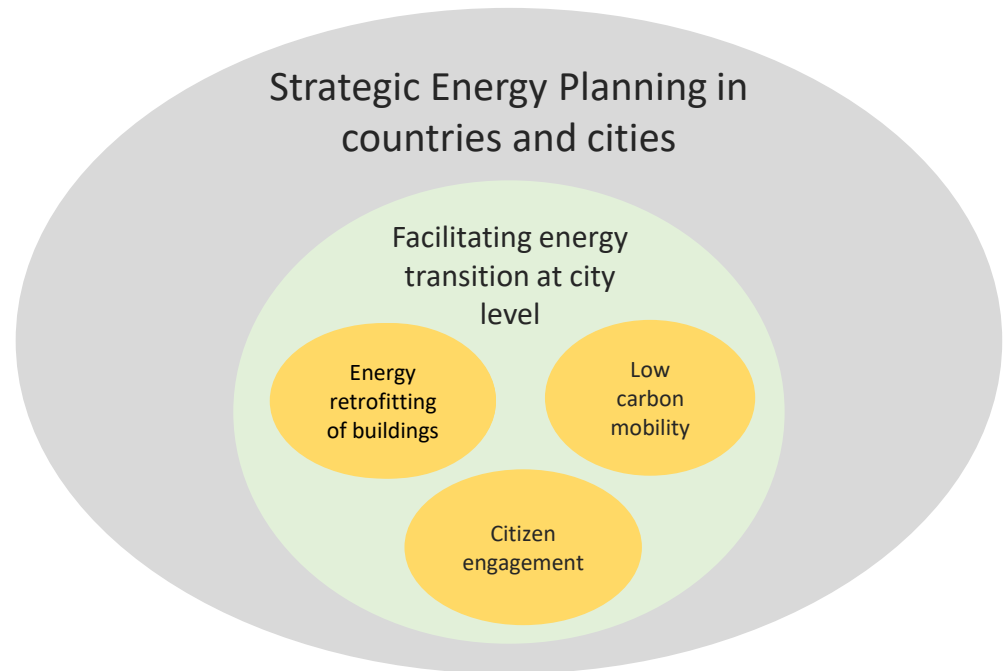 Strategic Energy Planning in
countries and cities
Facilitating energy
transition at city
level
Energy
retrofitting
of buildings
Low
carbon
mobility
Citizen
engagement